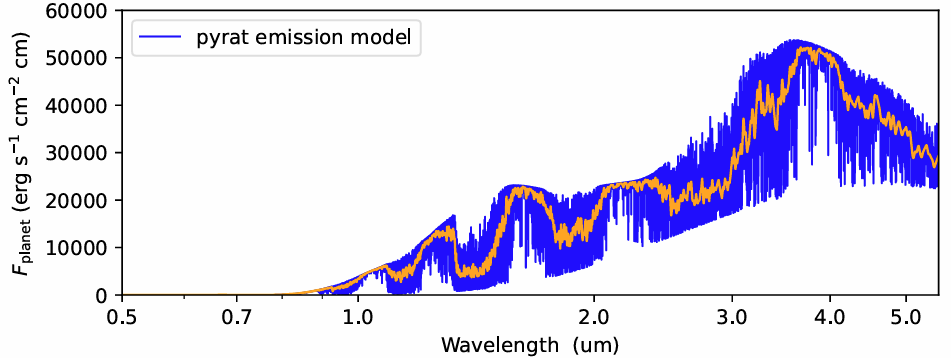 60000
50000
40000
30000
20000
10000
0
F_planet (erg s⁻¹ cm⁻² cm)
pyrat emission model
0.5 0.7 1.0 2.0 3.0 4.0 5.0
Wavelength (um)